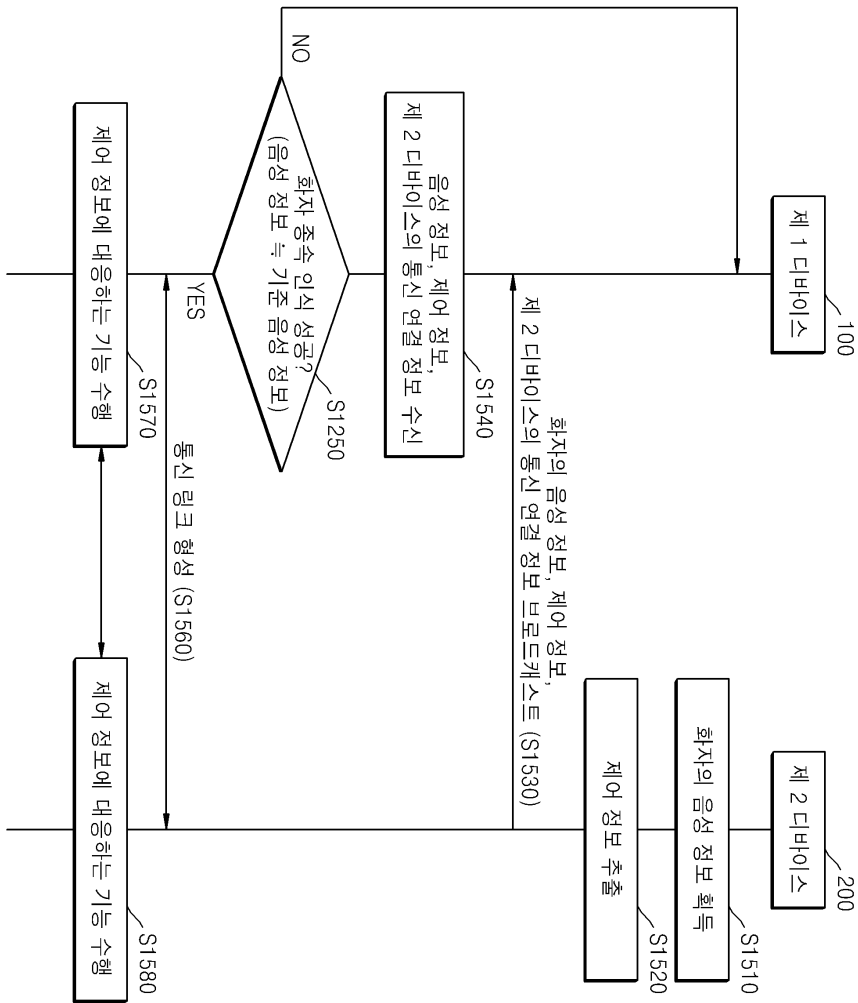 제 1 디바이스
100
제 2 디바이스
200
화자의 음성 정보 획득
S1510
제어 정보 추출
S1520
화자의 음성 정보, 제어 정보,
제 2 디바이스의 통신 연결 정보 브로드캐스트 (S1530)
음성 정보, 제어 정보,
제 2 디바이스의 통신 연결 정보 수신
S1540
화자 종속 인식 성공?
(음성 정보 ≒ 기준 음성 정보)
S1250
NO
YES
통신 링크 형성 (S1560)
제어 정보에 대응하는 기능 수행
S1570
제어 정보에 대응하는 기능 수행
S1580